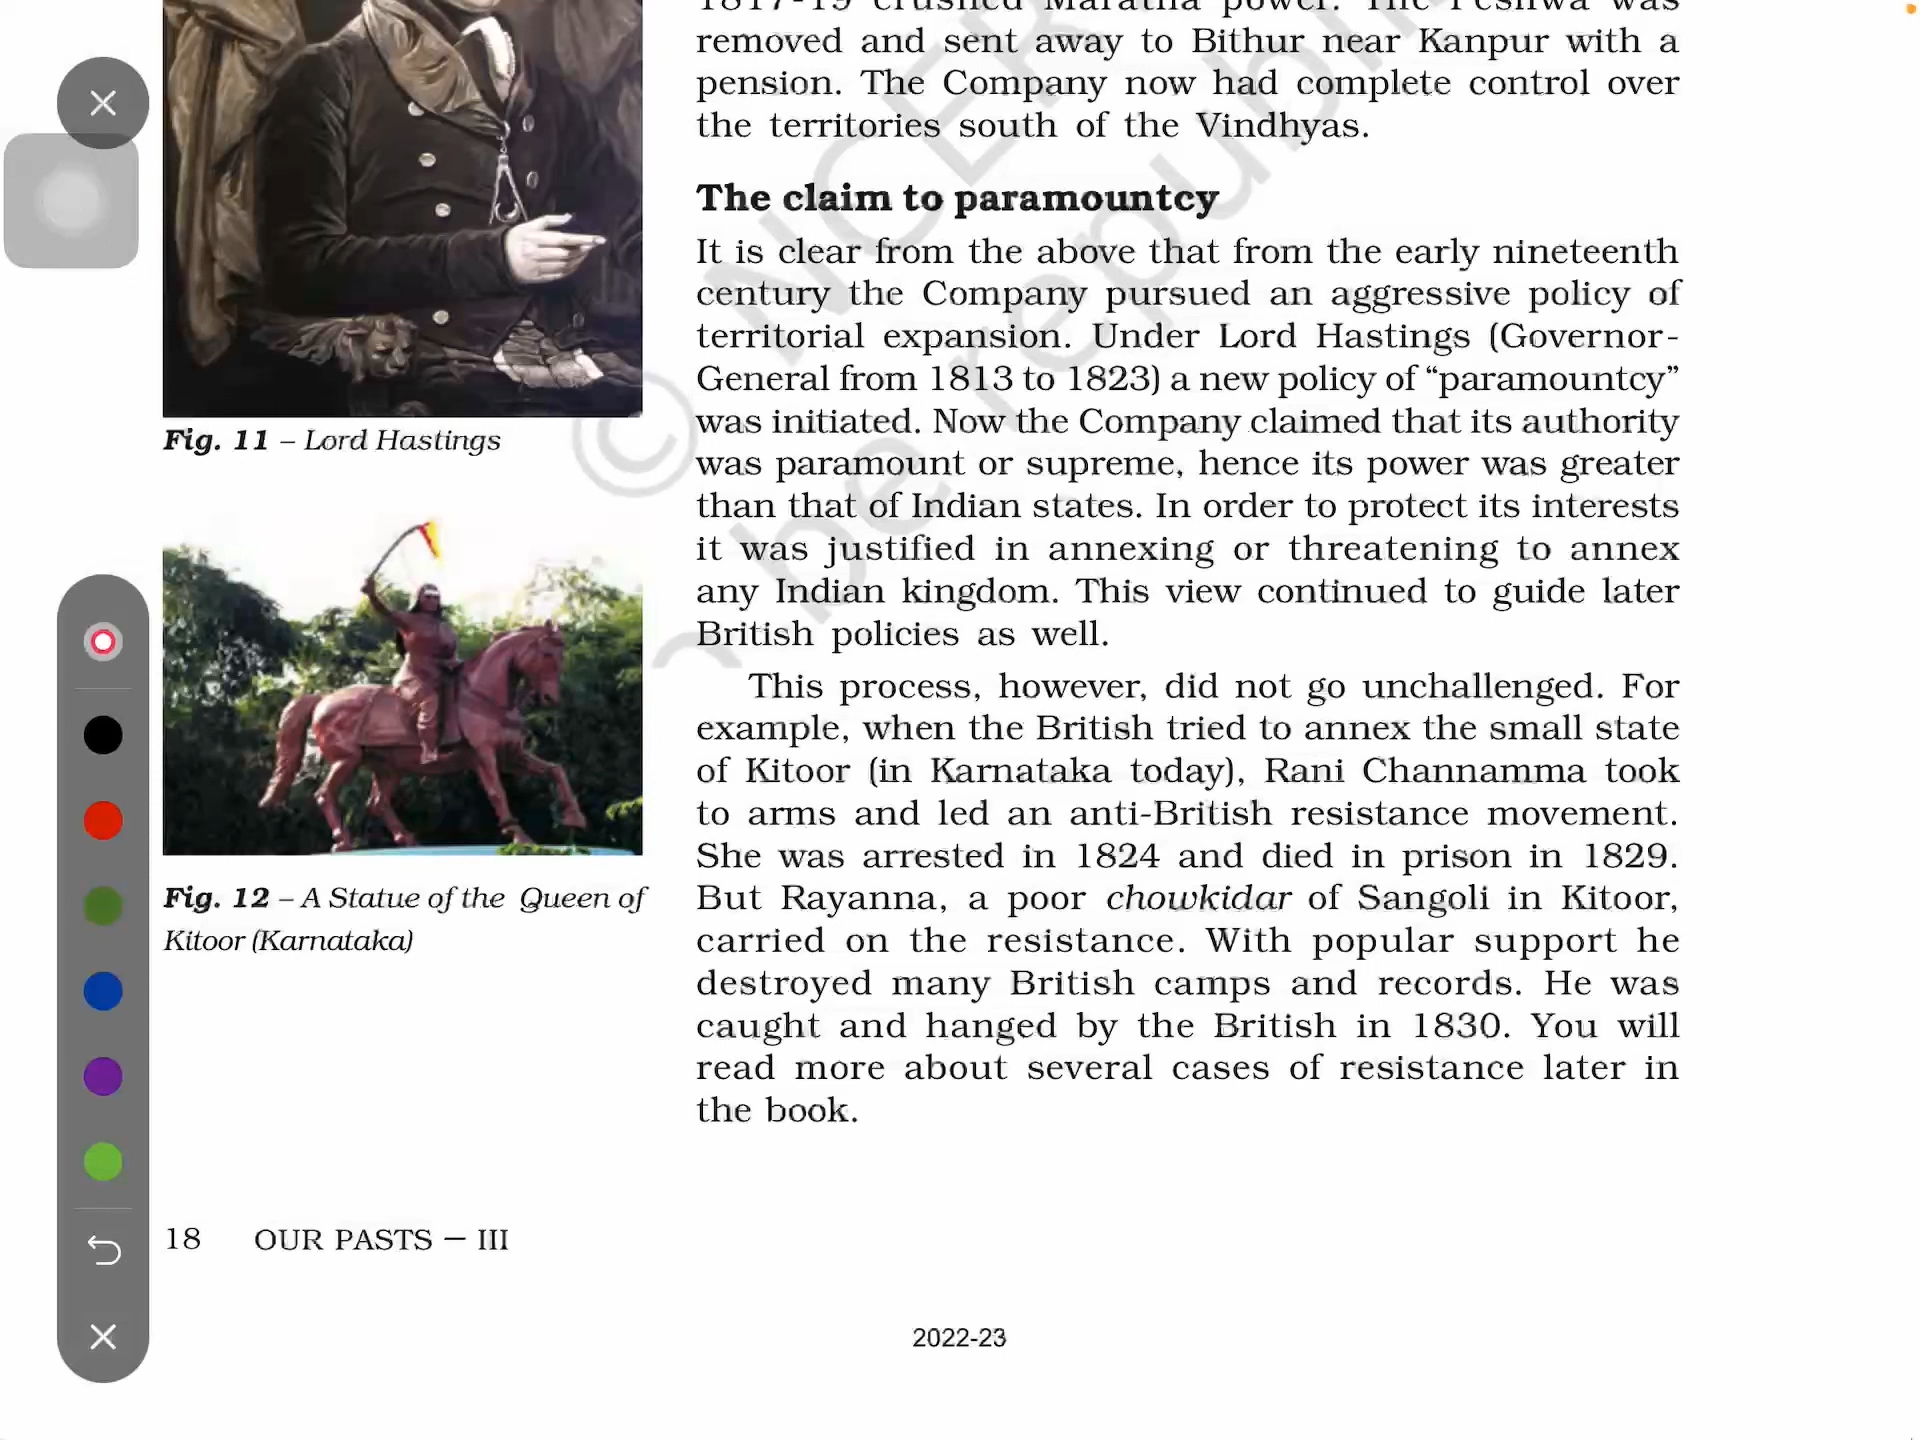 removed and sent away to Bithur near Kanpur with a
pension. The Company now had complete control over
the territories south of the Vindhyas.
The claim to paramountcy
It is clear from the above that from the early nineteenth
century the Company pursued an aggressive policy of
territorial expansion. Under Lord Hastings (Governor-
General from 1813 to 1823) a new policy of “paramountcy”
was initiated. Now the Company claimed that its authority
was paramount or supreme, hence its power was greater
than that of Indian states. In order to protect its interests
it was justified in annexing or threatening to annex
any Indian kingdom. This view continued to guide later
British policies as well.
This process, however, did not go unchallenged. For
example, when the British tried to annex the small state
of Kitoor (in Karnataka today), Rani Channamma took
to arms and led an anti-British resistance movement.
She was arrested in 1824 and died in prison in 1829.
But Rayanna, a poor chowkidar of Sangoli in Kitoor,
carried on the resistance. With popular support he
destroyed many British camps and records. He was
caught and hanged by the British in 1830. You will
read more about several cases of resistance later in
the book.
Fig. 11 – Lord Hastings
Fig. 12 – A Statue of the Queen of
Kitoor (Karnataka)
18 OUR PASTS – III
2022-23
© NCER
be republi